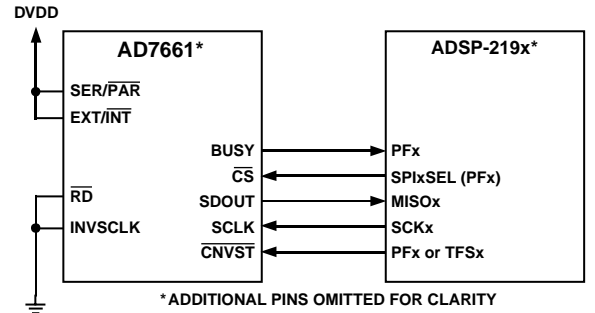 DVDD
AD7661*
ADSP-219x*
SER/PAR
EXT/INT
BUSY
PFx
CS
SPIxSEL (PFx)
RD
SDOUT
MISOx
INVSCLK
SCLK
SCKx
CNVST
PFx or TFSx
*ADDITIONAL PINS OMITTED FOR CLARITY